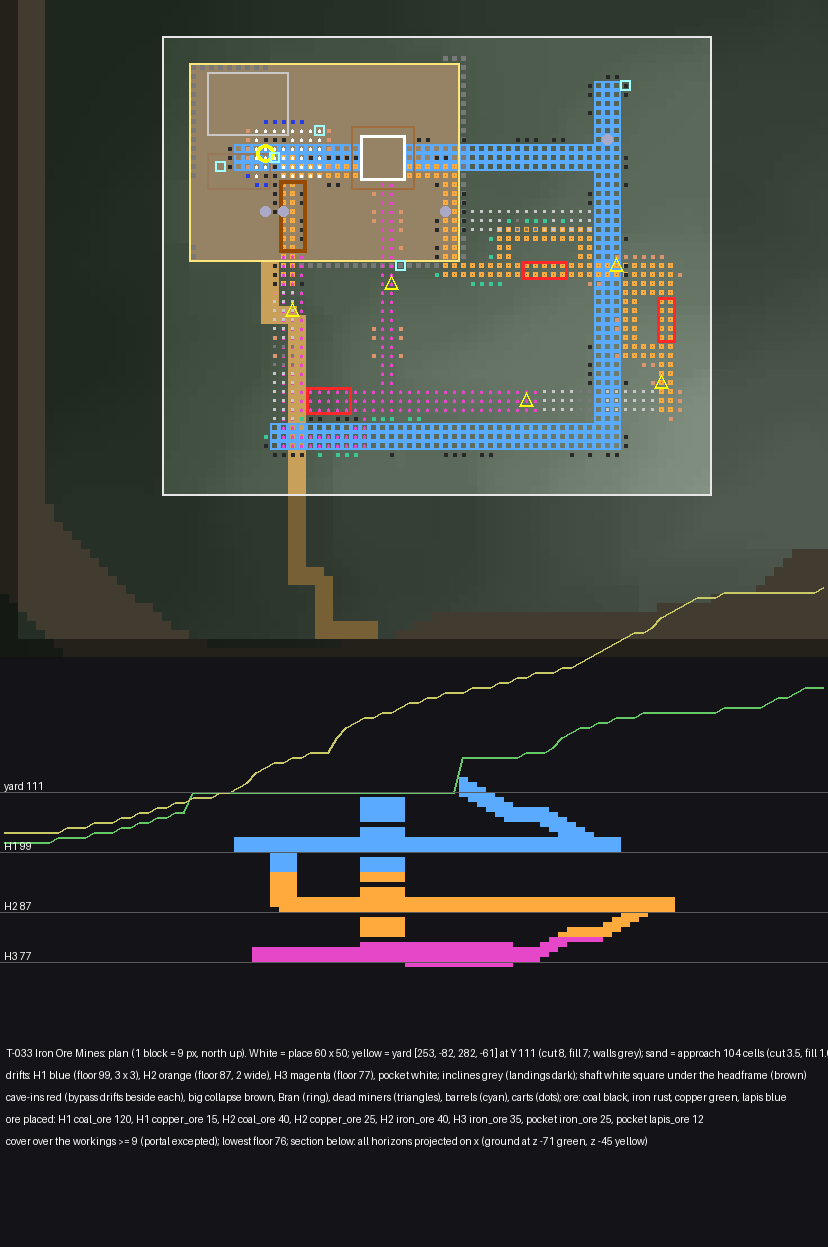 yard 111
H1 99
H2 87
H3 77
T-033 Iron Ore Mines: plan (1 block = 9 px, north up). White = place 60 x 50; yellow = yard [253, -82, 282, -61] at Y 111 (cut 8, fill 7; walls grey); sand = approach 104 cells (cut 3.5, fill 1.
drifts: H1 blue (floor 99, 3 x 3), H2 orange (floor 87, 2 wide), H3 magenta (floor 77), pocket white; inclines grey (landings dark); shaft white square under the headframe (brown)
cave-ins red (bypass drifts beside each), big collapse brown, Bran (ring), dead miners (triangles), barrels (cyan), carts (dots); ore: coal black, iron rust, copper green, lapis blue
ore placed: H1 coal_ore 120, H1 copper_ore 15, H2 coal_ore 40, H2 copper_ore 25, H2 iron_ore 40, H3 iron_ore 35, pocket iron_ore 25, pocket lapis_ore 12
cover over the workings >= 9 (portal excepted); lowest floor 76; section below: all horizons projected on x (ground at z -71 green, z -45 yellow)